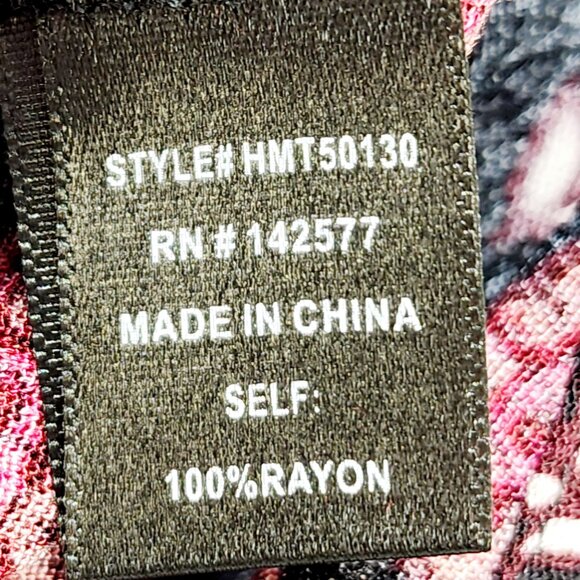 STYLE# HMT50130
RN # 142577
MADE IN CHINA
SELF:
100%RAYON